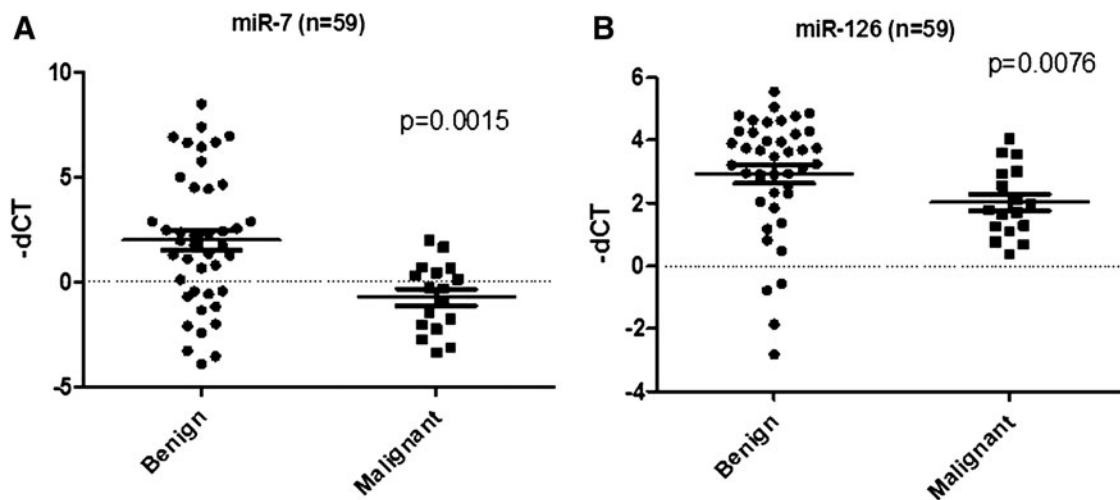 A
miR-7 (n=59)
10
5
0
-5
-dCT
p=0.0015
Benign
Malignant
B
miR-126 (n=59)
6
4
2
0
-2
-4
-dCT
p=0.0076
Benign
Malignant